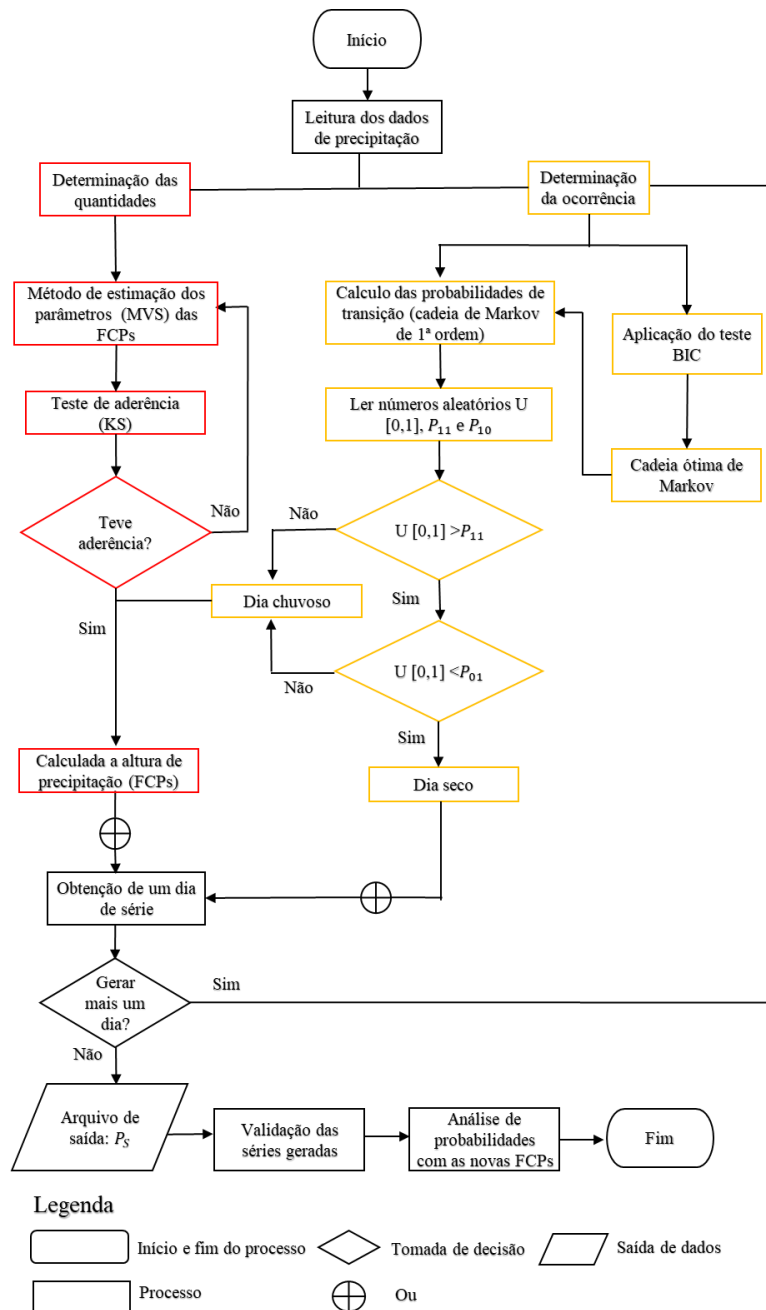 Início
Leitura dos dados
de precipitação
Determinação das
quantidades
Determinação
da ocorrência
Método de estimação dos
parâmetros (MVS) das
FCPs
Calculo das probabilidades de
transição (cadeia de Markov
de 1ª ordem)
Aplicação do teste
BIC
Teste de aderência
(KS)
Ler números aleatórios U
[0,1], P₁₁ e P₁₀
Cadeia ótima de
Markov
Teve
aderência?
Não
Não
U [0,1] >P₁₁
Sim
Dia chuvoso
Sim
Não
U [0,1] <P₀₁
Sim
Calculada a altura de
precipitação (FCPs)
Dia seco
Obtenção de um dia
de série
Gerar
mais um
dia?
Sim
Não
Arquivo de
saída: P_S
Validação das
séries geradas
Análise de
probabilidades
com as novas FCPs
Fim
Legenda
Início e fim do processo
Tomada de decisão
Saída de dados
Processo
Ou